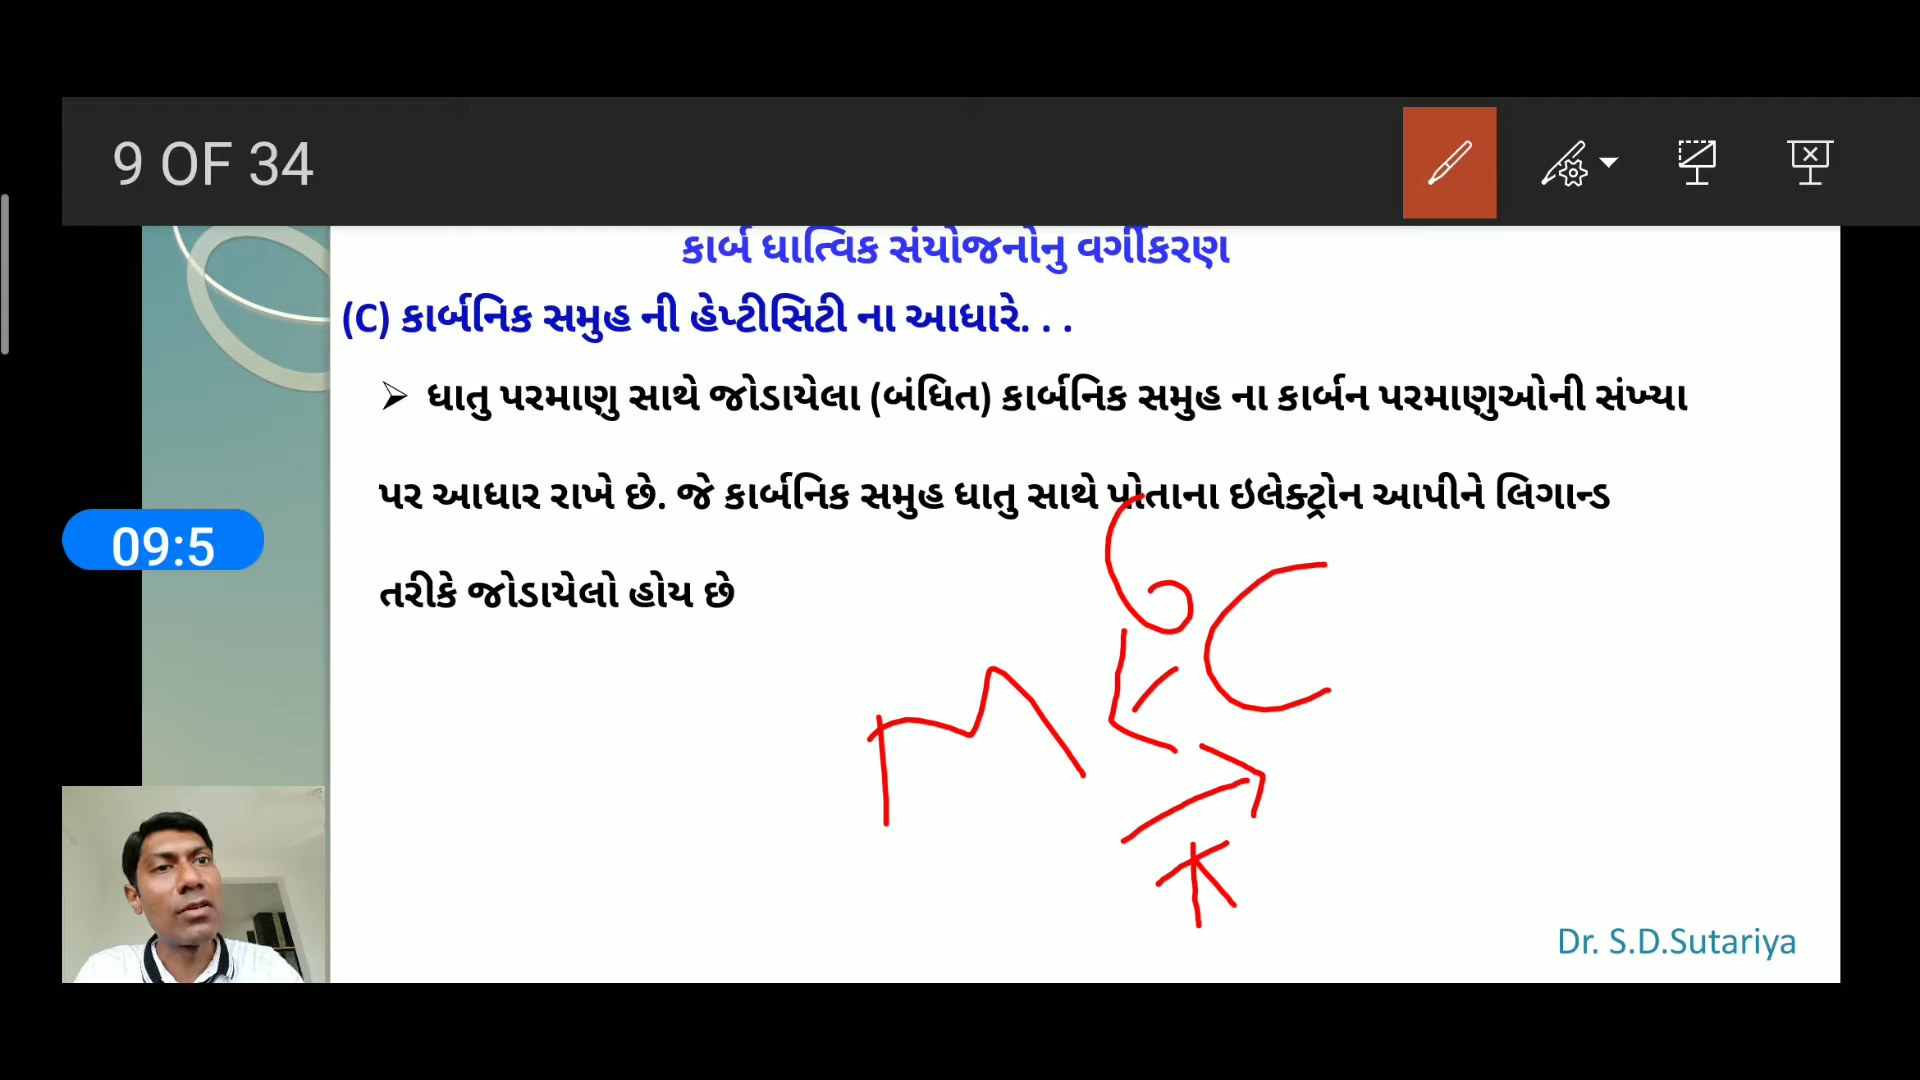 9 OF 34
કાર્બ ધાત્વિક સંયોજનોનુ વર્ગીકરણ
(C) કાર્બનિક સમુહ ની હેપ્ટીસિટી ના આધારે. . .
➢ ધાતુ પરમાણુ સાથે જોડાયેલા (બંધિત) કાર્બનિક સમુહ ના કાર્બન પરમાણુઓની સંખ્યા
પર આધાર રાખે છે. જે કાર્બનિક સમુહ ધાતુ સાથે પોતાના ઇલેક્ટ્રોન આપીને લિગાન્ડ
09:5
તરીકે જોડાયેલો હોય છે
M C
Dr. S.D.Sutariya